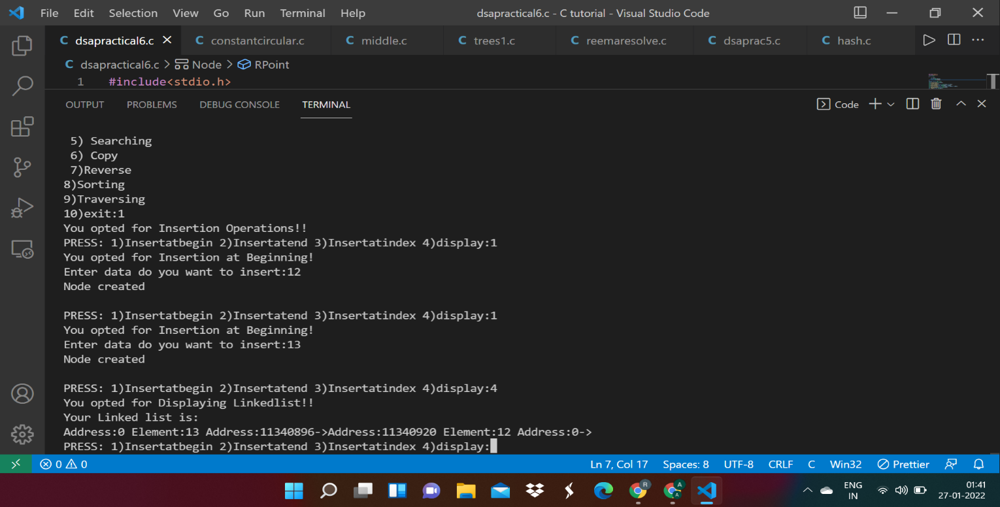 File Edit Selection View Go Run Terminal Help dsapractical6.c - C tutorial - Visual Studio Code
C dsapractical6.c C constantcircular.c C middle.c C trees1.c C reemaresolve.c C dsaprac5.c C hash.c
C dsapractical6.c > Node > RPoint
1 #include<stdio.h>
OUTPUT PROBLEMS DEBUG CONSOLE TERMINAL Code
5) Searching
6) Copy
7)Reverse
8)Sorting
9)Traversing
10)exit:1
You opted for Insertion Operations!!
PRESS: 1)Insertatbegin 2)Insertatend 3)Insertatindex 4)display:1
You opted for Insertion at Beginning!
Enter data do you want to insert:12
Node created
PRESS: 1)Insertatbegin 2)Insertatend 3)Insertatindex 4)display:1
You opted for Insertion at Beginning!
Enter data do you want to insert:13
Node created
PRESS: 1)Insertatbegin 2)Insertatend 3)Insertatindex 4)display:4
You opted for Displaying Linkedlist!!
Your Linked list is:
Address:0 Element:13 Address:11340896->Address:11340920 Element:12 Address:0->
PRESS: 1)Insertatbegin 2)Insertatend 3)Insertatindex 4)display:
0 0 Ln 7, Col 17 Spaces: 8 UTF-8 CRLF C Win32 Prettier
R A A ENG 01:41
IN 27-01-2022